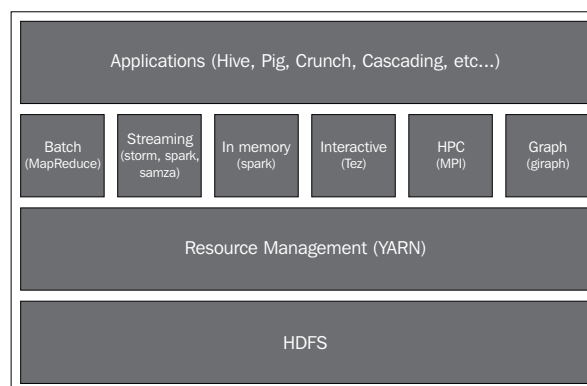 Applications (Hive, Pig, Crunch, Cascading, etc...)
Batch
(MapReduce)
Streaming
(storm, spark,
samza)
In memory
(spark)
Interactive
(Tez)
HPC
(MPI)
Graph
(giraph)
Resource Management (YARN)
HDFS